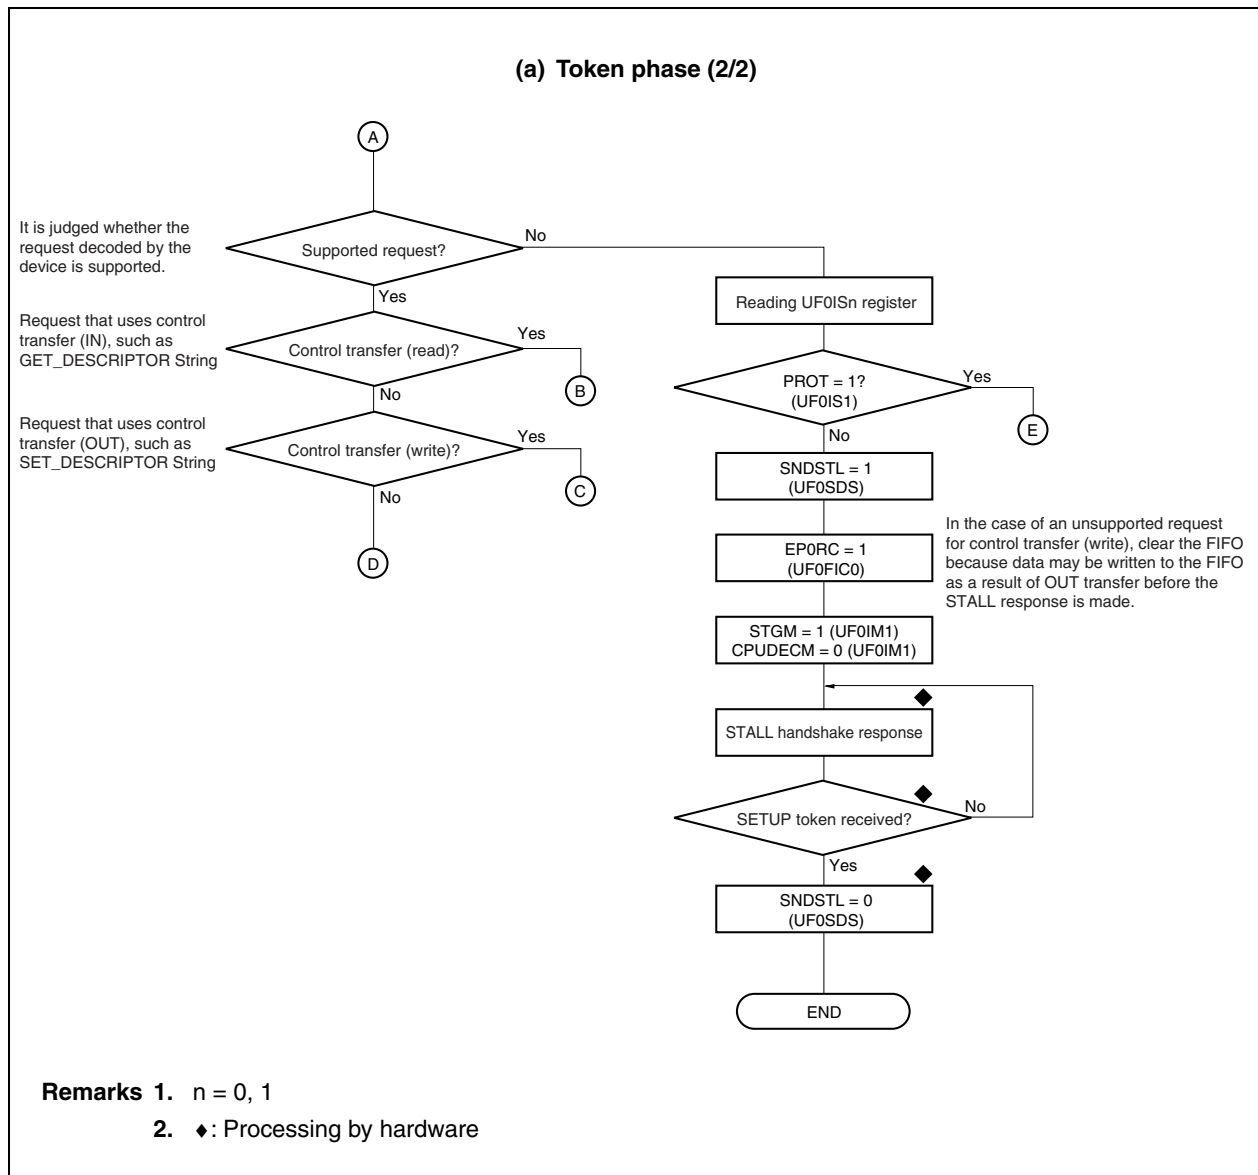 (a) Token phase (2/2)
A
It is judged whether the
request decoded by the
device is supported.
Supported request?
No
Yes
Reading UF0ISn register
Request that uses control
transfer (IN), such as
GET_DESCRIPTOR String
Control transfer (read)?
Yes
B
No
PROT = 1?
(UF0IS1)
Yes
E
No
Request that uses control
transfer (OUT), such as
SET_DESCRIPTOR String
Control transfer (write)?
Yes
C
No
D
SNDSTL = 1
(UF0SDS)
EP0RC = 1
(UF0FIC0)
In the case of an unsupported request
for control transfer (write), clear the FIFO
because data may be written to the FIFO
as a result of OUT transfer before the
STALL response is made.
STGM = 1 (UF0IM1)
CPUDECM = 0 (UF0IM1)
◆
STALL handshake response
◆
SETUP token received?
No
Yes
◆
SNDSTL = 0
(UF0SDS)
END
Remarks 1. n = 0, 1
2. ♦: Processing by hardware